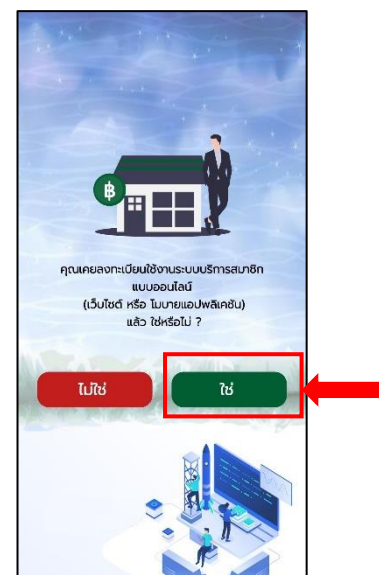 ฿
คุณเคยลงทะเบียนใช้งานระบบบริการสมาชิก
แบบออนไลน์
(เว็บไซต์ หรือ โมบายแอปพลิเคชัน)
แล้ว ใช่หรือไม่ ?
ไม่ใช่ ใช่